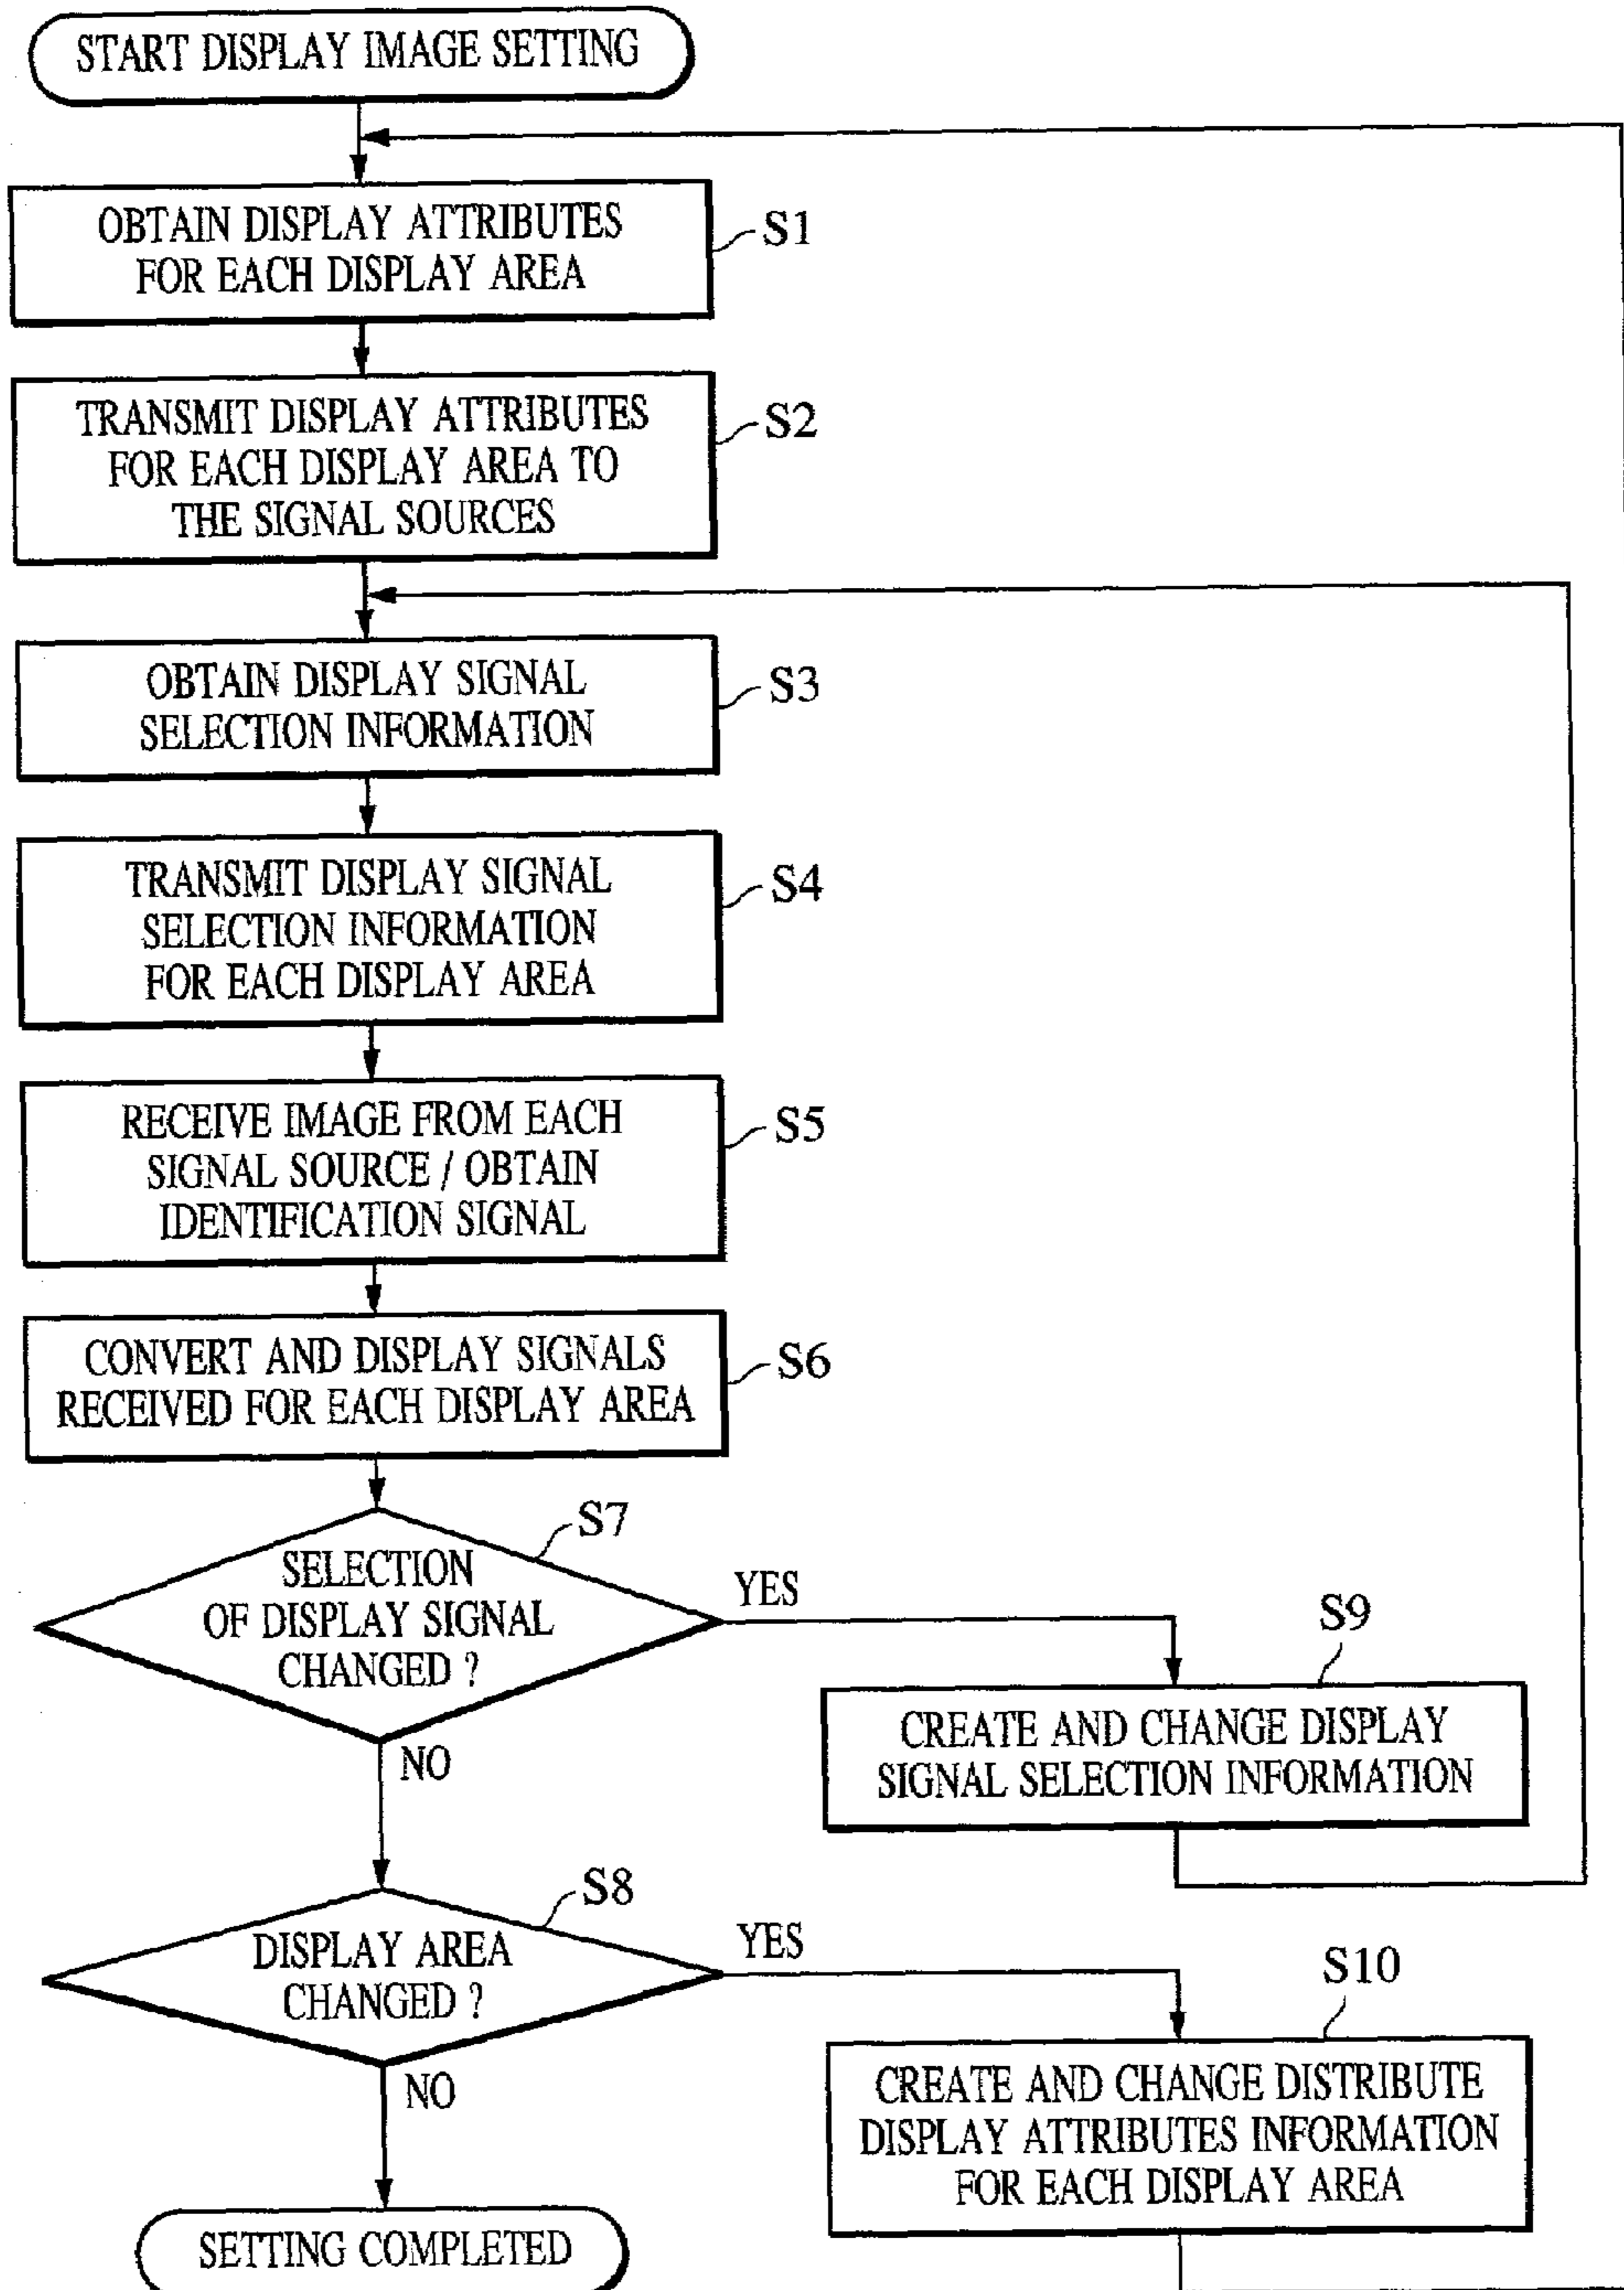 START DISPLAY IMAGE SETTING
OBTAIN DISPLAY ATTRIBUTES
FOR EACH DISPLAY AREA
S1
TRANSMIT DISPLAY ATTRIBUTES
FOR EACH DISPLAY AREA TO
THE SIGNAL SOURCES
S2
OBTAIN DISPLAY SIGNAL
SELECTION INFORMATION
S3
TRANSMIT DISPLAY SIGNAL
SELECTION INFORMATION
FOR EACH DISPLAY AREA
S4
RECEIVE IMAGE FROM EACH
SIGNAL SOURCE / OBTAIN
IDENTIFICATION SIGNAL
S5
CONVERT AND DISPLAY SIGNALS
RECEIVED FOR EACH DISPLAY AREA
S6
S7
SELECTION
OF DISPLAY SIGNAL
CHANGED ?
YES
NO
S9
CREATE AND CHANGE DISPLAY
SIGNAL SELECTION INFORMATION
S8
DISPLAY AREA
CHANGED ?
YES
NO
S10
CREATE AND CHANGE DISTRIBUTE
DISPLAY ATTRIBUTES INFORMATION
FOR EACH DISPLAY AREA
SETTING COMPLETED